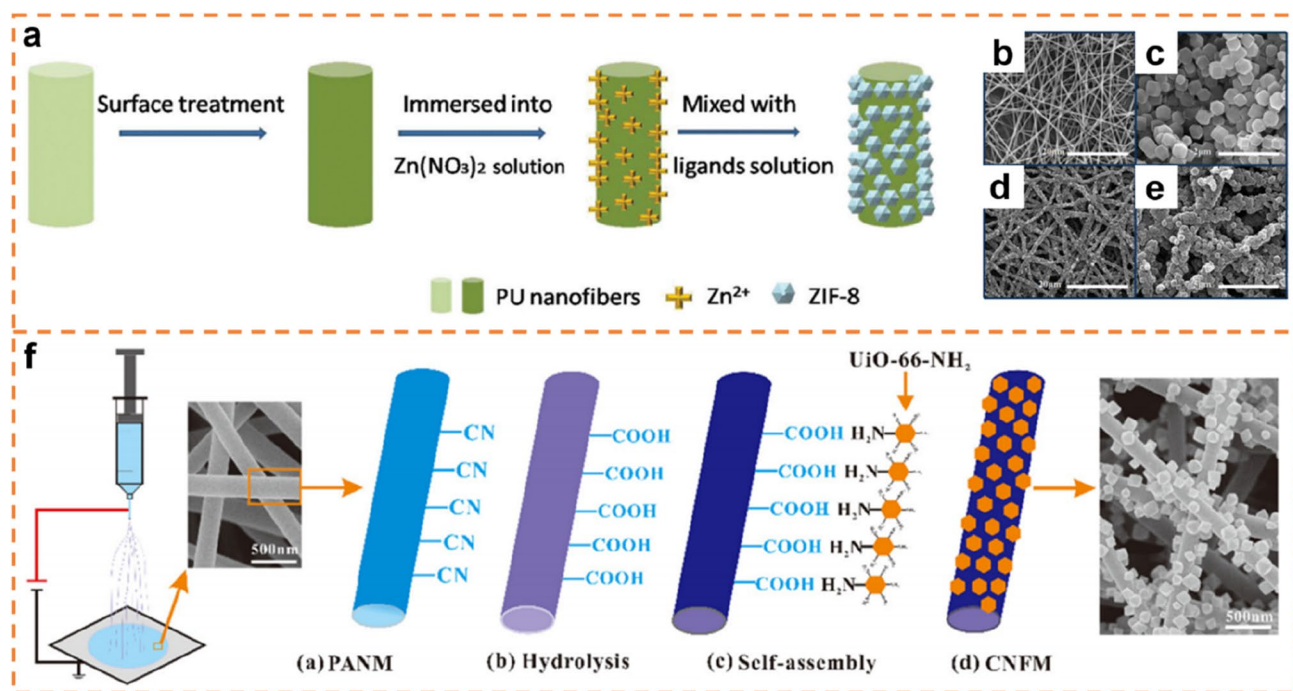 a
Surface treatment
Immersed into
Zn(NO₃)₂ solution
Mixed with
ligands solution
PU nanofibers
Zn²⁺
ZIF-8
b
c
2μm
d
e
f
500nm
CN
CN
CN
CN
CN
(a) PANM
COOH
COOH
COOH
COOH
COOH
(b) Hydrolysis
UiO-66-NH₂
COOH H₂N
COOH H₂N
COOH H₂N
COOH H₂N
COOH H₂N
(c) Self-assembly
(d) CNFM
500nm